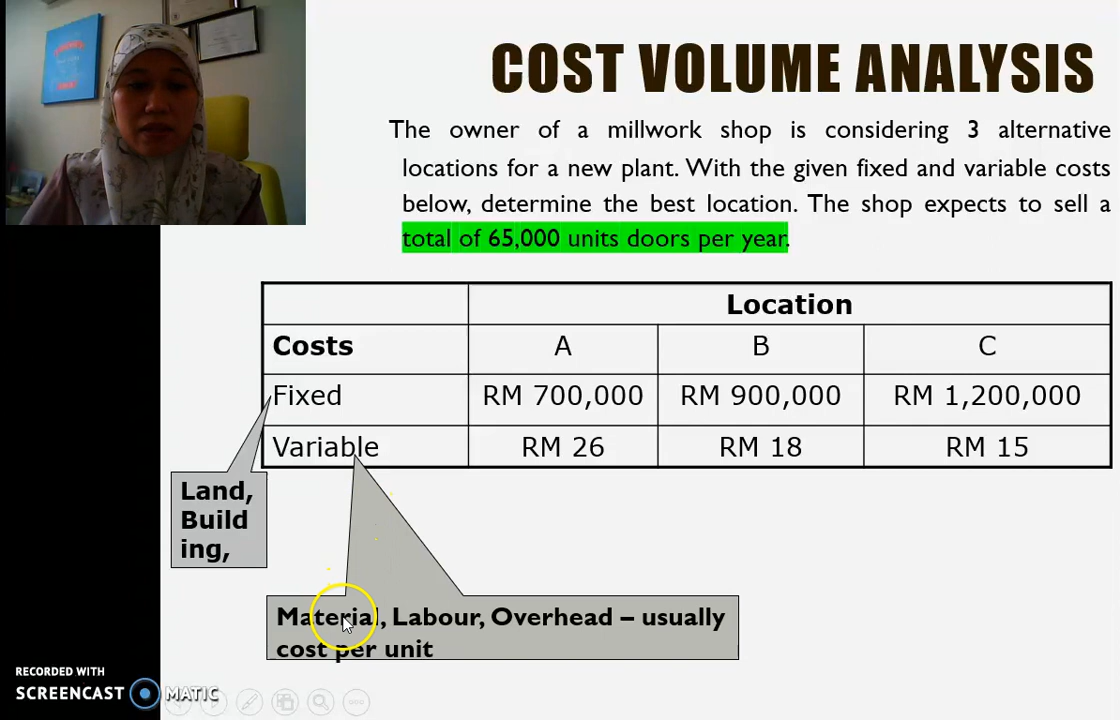 COST VOLUME ANALYSIS
The owner of a millwork shop is considering 3 alternative
locations for a new plant. With the given fixed and variable costs
below, determine the best location. The shop expects to sell a
total of 65,000 units doors per year.
Location
Costs A B C
Fixed RM 700,000 RM 900,000 RM 1,200,000
Variable RM 26 RM 18 RM 15
Land,
Build
ing,
Material, Labour, Overhead – usually
cost per unit
RECORDED WITH
SCREENCAST MATIC